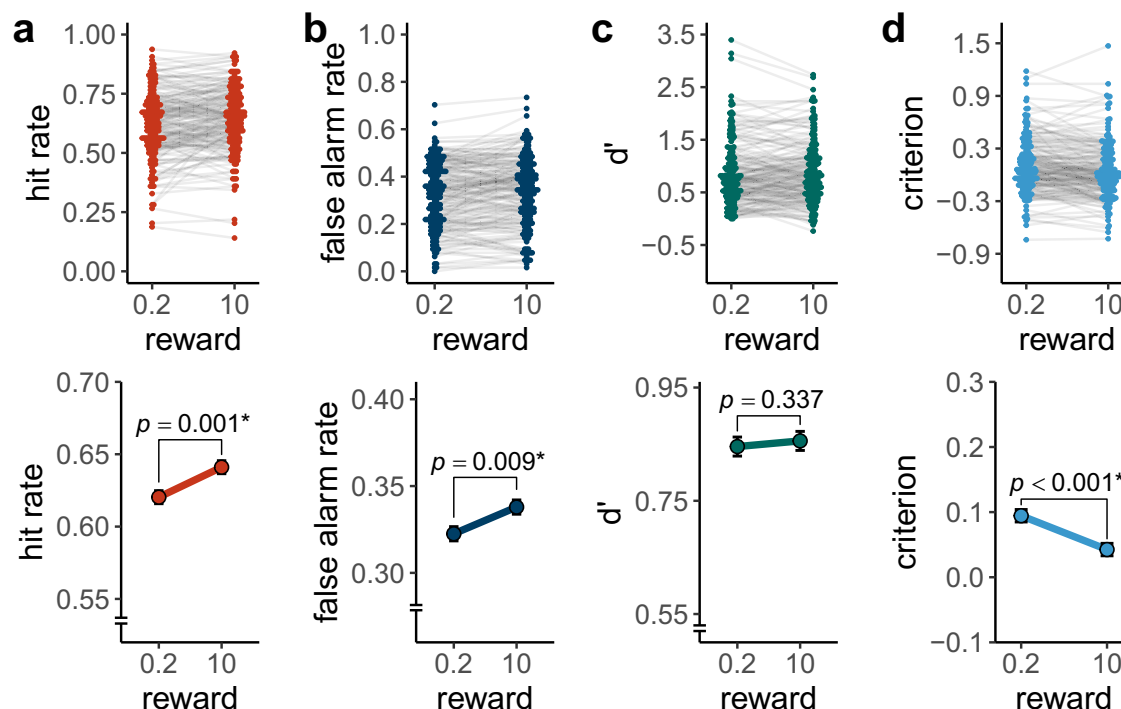 a
hit rate
1.00
0.75
0.50
0.25
0.00
0.2 10
reward
b
false alarm rate
1.0
0.8
0.6
0.4
0.2
0.0
0.2 10
reward
c
d'
3.5
2.5
1.5
0.5
−0.5
0.2 10
reward
d
criterion
1.5
0.9
0.3
−0.3
−0.9
0.2 10
reward
hit rate
0.70
0.65
0.60
0.55
p = 0.001*
0.2 10
reward
false alarm rate
0.40
0.35
0.30
p = 0.009*
0.2 10
reward
d'
0.95
0.75
0.55
p = 0.337
0.2 10
reward
criterion
0.3
0.2
0.1
0.0
−0.1
p < 0.001*
0.2 10
reward